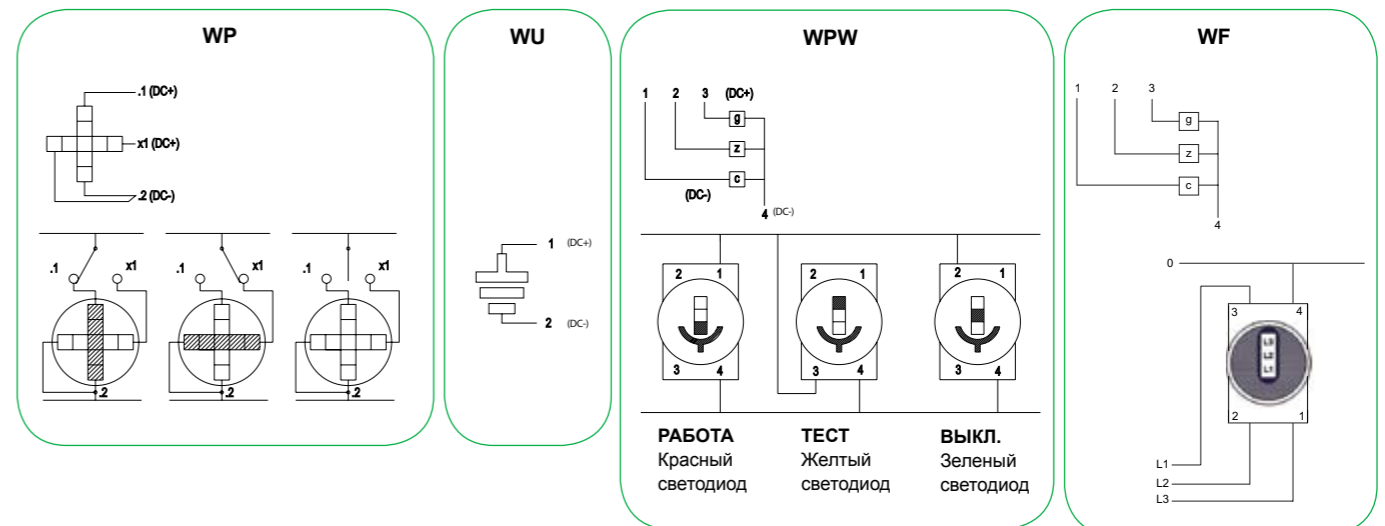 WP
.1 (DC+)
x1 (DC+)
.2 (DC-)
.1 x1
.2
.1 x1
.2
.1 x1
.2
WU
1 (DC+)
2 (DC-)
WPW
1 2 3 (DC+)
g
z
c
(DC-)
4 (DC-)
2 1
3 4
2 1
3 4
2 1
3 4
РАБОТА
Красный
светодиод
ТЕСТ
Желтый
светодиод
ВЫКЛ.
Зеленый
светодиод
WF
1 2 3
g
z
c
4
0
3 4
L3
L2
L1
2 1
L1
L2
L3